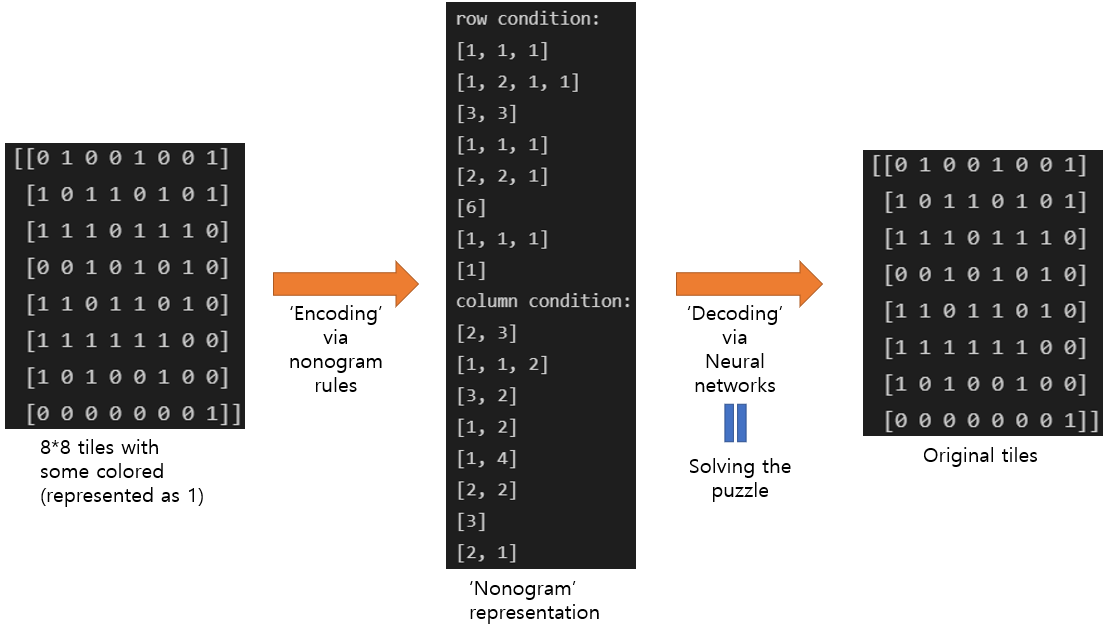 [[0 1 0 0 1 0 0 1]
[1 0 1 1 0 1 0 1]
[1 1 1 0 1 1 1 0]
[0 0 1 0 1 0 1 0]
[1 1 0 1 1 0 1 0]
[1 1 1 1 1 1 0 0]
[1 0 1 0 0 1 0 0]
[0 0 0 0 0 0 0 1]]
8*8 tiles with
some colored
(represented as 1)
‘Encoding’
via
nonogram
rules
row condition:
[1, 1, 1]
[1, 2, 1, 1]
[3, 3]
[1, 1, 1]
[2, 2, 1]
[6]
[1, 1, 1]
[1]
column condition:
[2, 3]
[1, 1, 2]
[3, 2]
[1, 2]
[1, 4]
[2, 2]
[3]
[2, 1]
‘Nonogram’
representation
‘Decoding’
via
Neural
networks
Solving the
puzzle
[[0 1 0 0 1 0 0 1]
[1 0 1 1 0 1 0 1]
[1 1 1 0 1 1 1 0]
[0 0 1 0 1 0 1 0]
[1 1 0 1 1 0 1 0]
[1 1 1 1 1 1 0 0]
[1 0 1 0 0 1 0 0]
[0 0 0 0 0 0 0 1]]
Original tiles